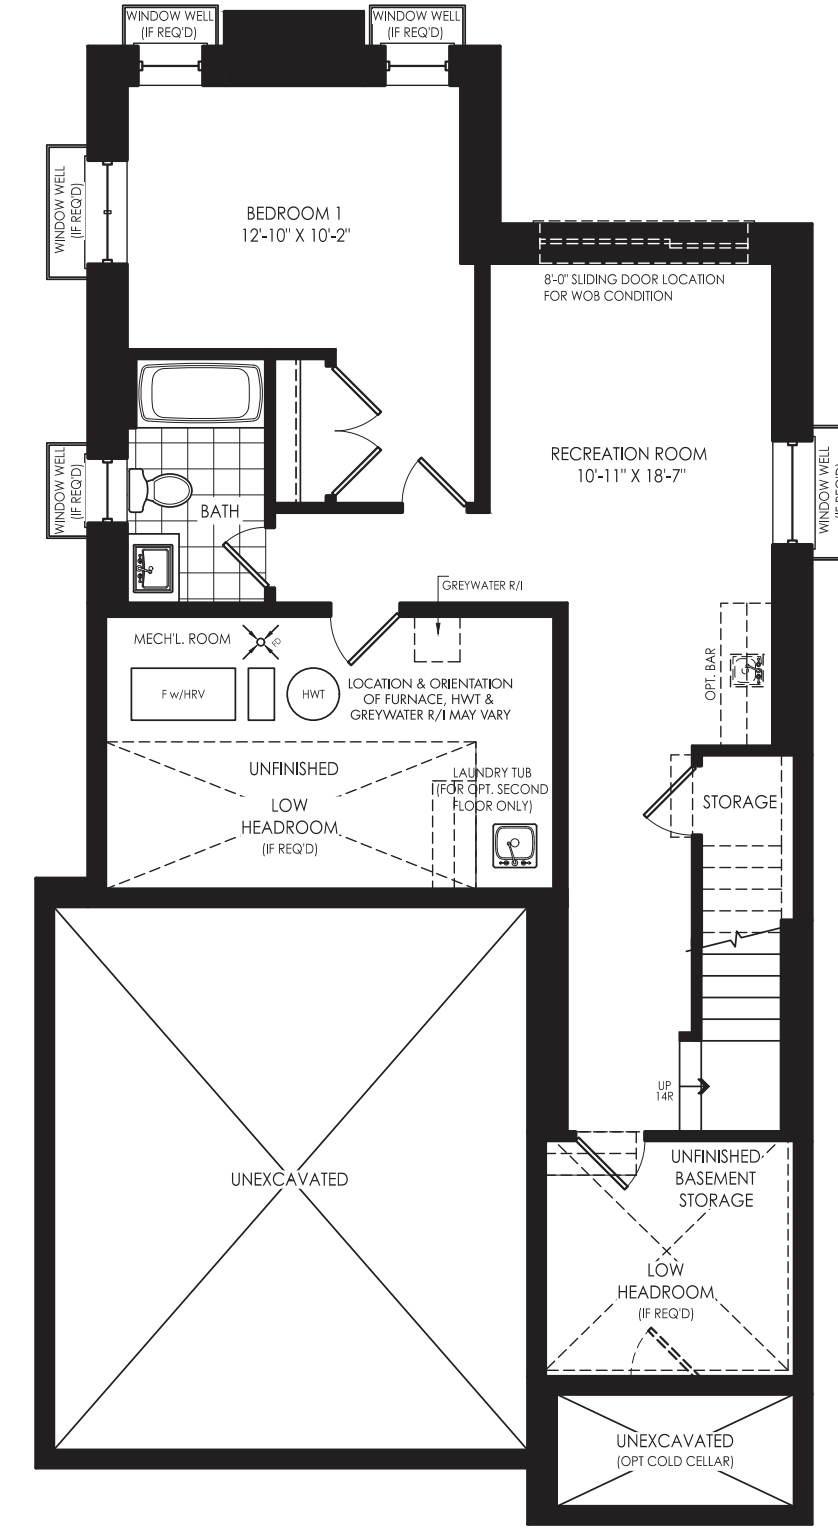 WINDOW WELL
(IF REQ'D)
WINDOW WELL
(IF REQ'D)
WINDOW WELL
(IF REQ'D)
BEDROOM 1
12'-10" X 10'-2"
8'-0" SLIDING DOOR LOCATION
FOR WOB CONDITION
RECREATION ROOM
10'-11" X 18'-7"
WINDOW WELL
(IF REQ'D)
WINDOW WELL
(IF REQ'D)
BATH
GREYWATER R/I
MECH'L. ROOM
FD
F w/HRV
HWT
LOCATION & ORIENTATION
OF FURNACE, HWT &
GREYWATER R/I MAY VARY
OPT. BAR
UNFINISHED
LOW
HEADROOM
(IF REQ'D)
LAUNDRY TUB
(FOR OPT. SECOND
FLOOR ONLY)
STORAGE
UP
14R
UNEXCAVATED
UNFINISHED
BASEMENT
STORAGE
LOW
HEADROOM
(IF REQ'D)
UNEXCAVATED
(OPT COLD CELLAR)